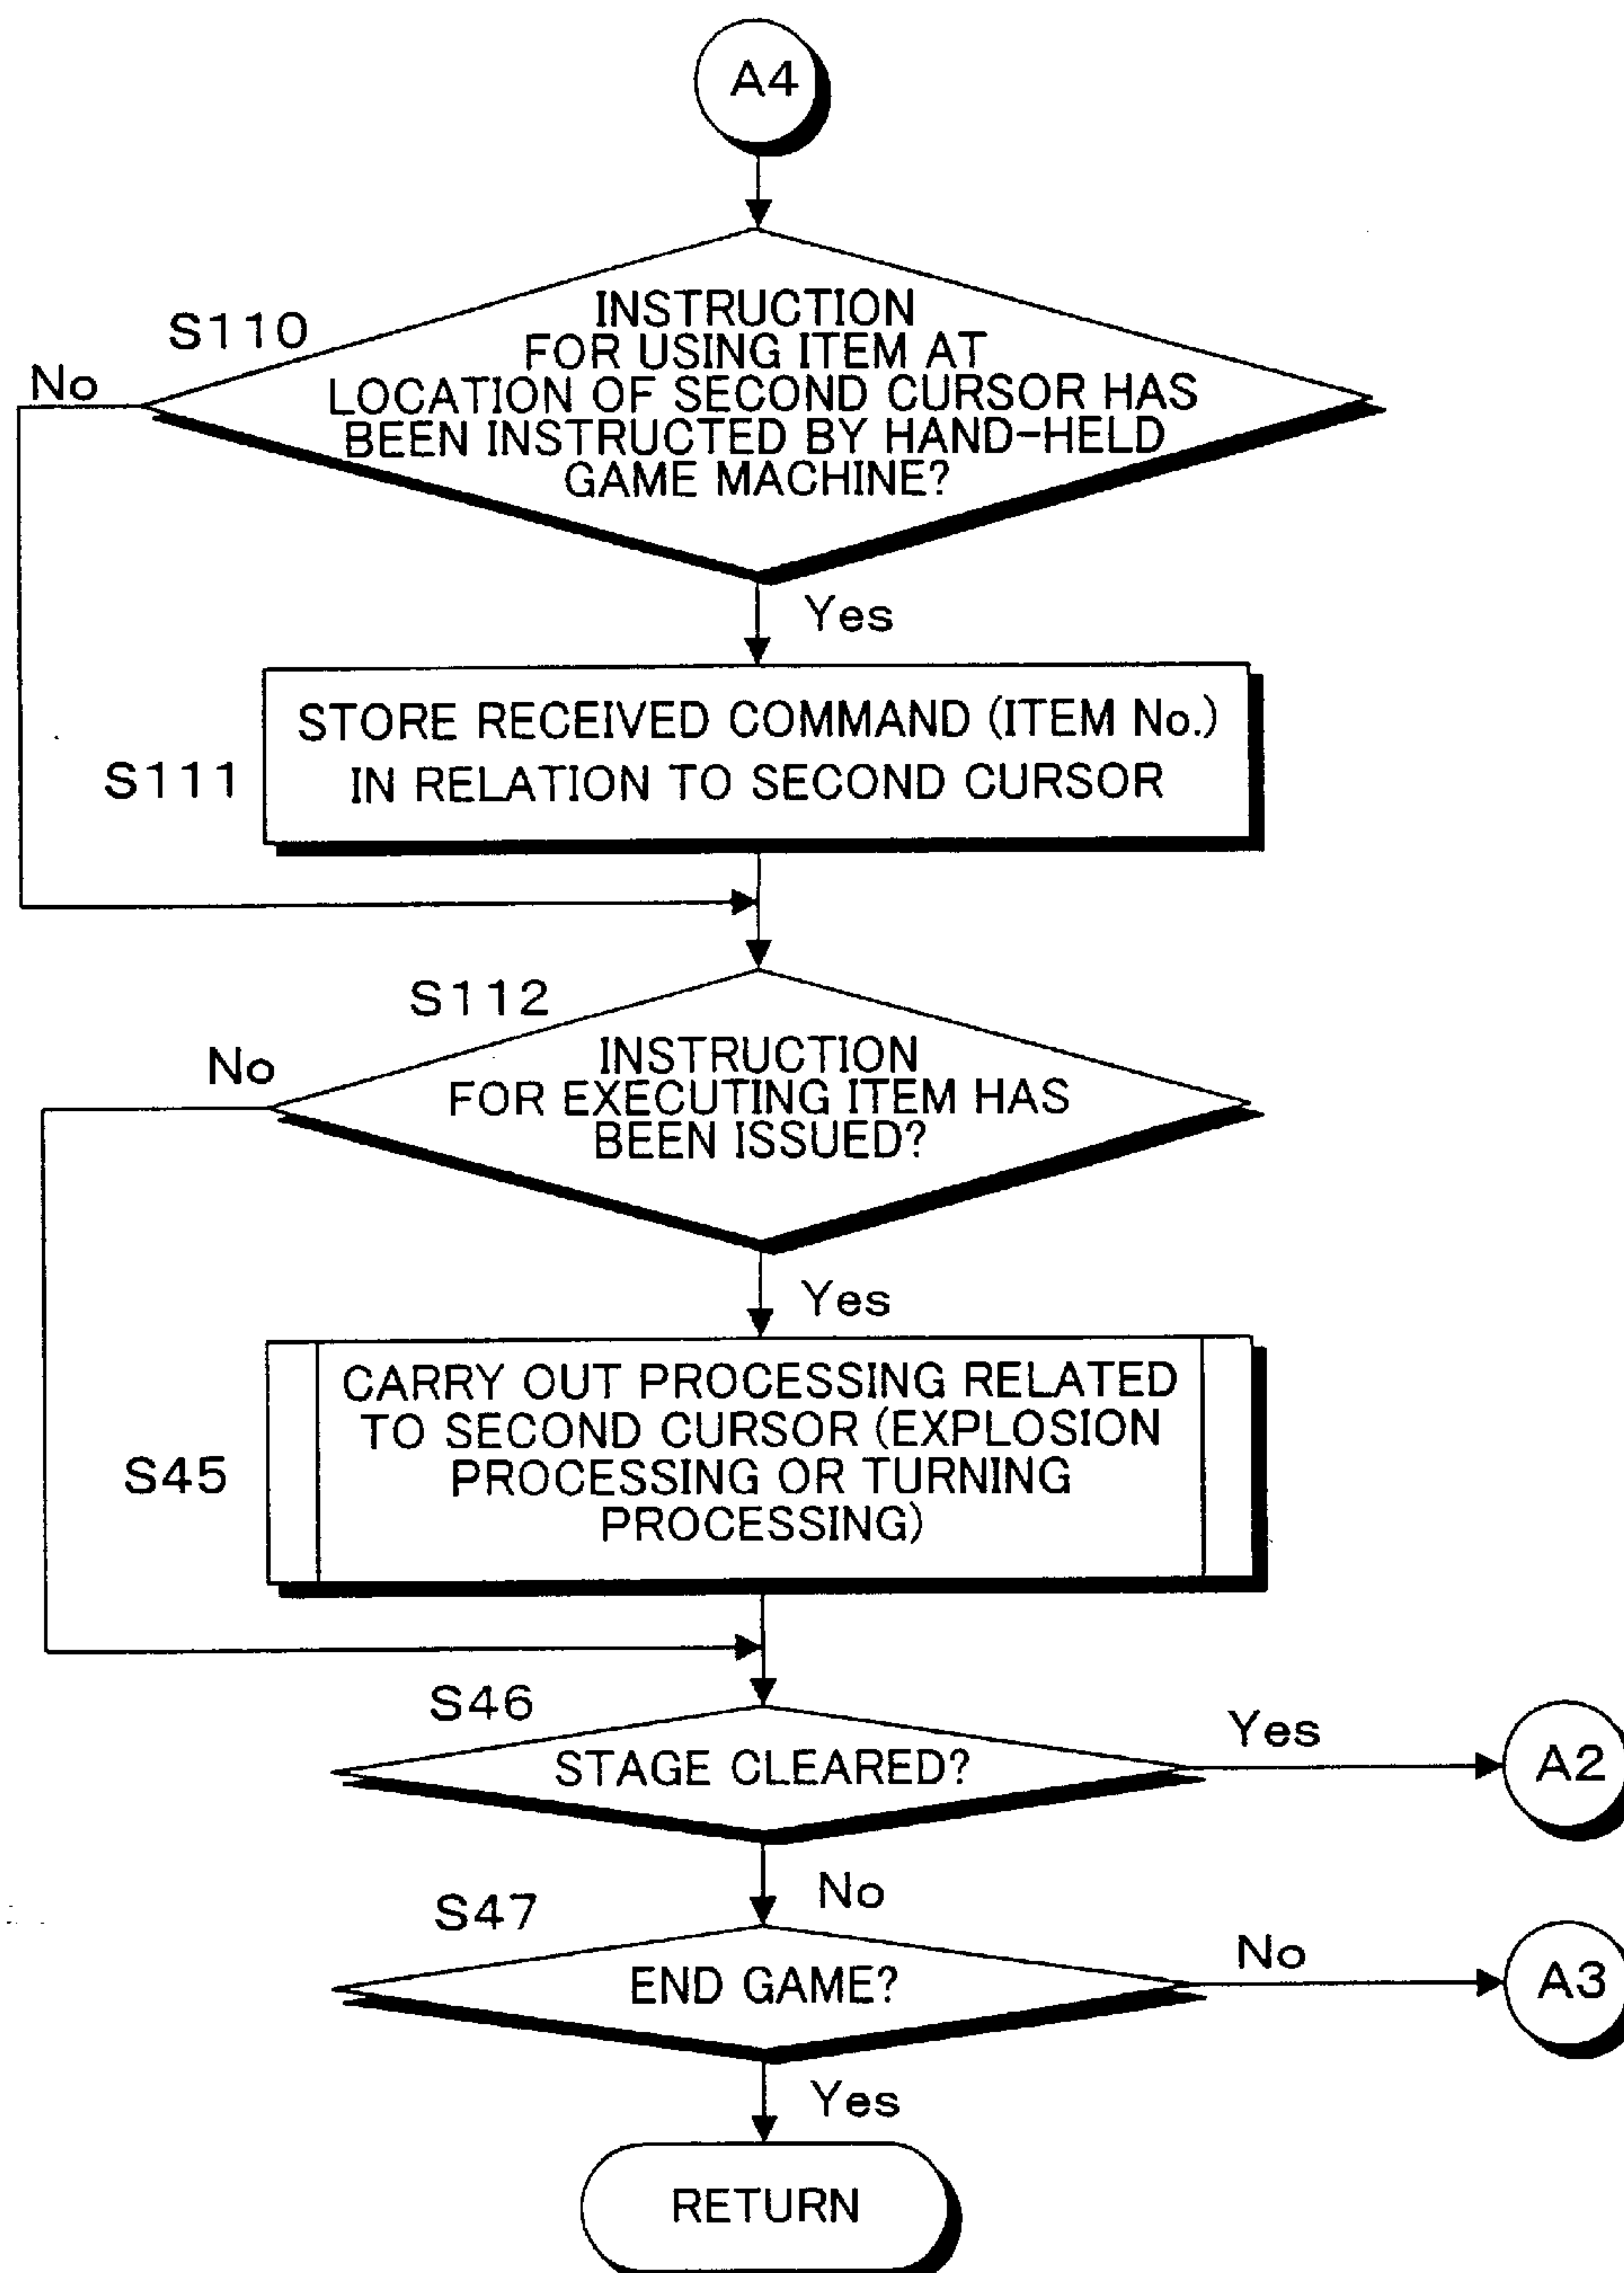 A4
S110
No
INSTRUCTION
FOR USING ITEM AT
LOCATION OF SECOND CURSOR HAS
BEEN INSTRUCTED BY HAND-HELD
GAME MACHINE?
Yes
S111
STORE RECEIVED COMMAND (ITEM No.)
IN RELATION TO SECOND CURSOR
S112
No
INSTRUCTION
FOR EXECUTING ITEM HAS
BEEN ISSUED?
Yes
S45
CARRY OUT PROCESSING RELATED
TO SECOND CURSOR (EXPLOSION
PROCESSING OR TURNING
PROCESSING)
S46
STAGE CLEARED?
Yes
A2
No
S47
END GAME?
No
A3
Yes
RETURN